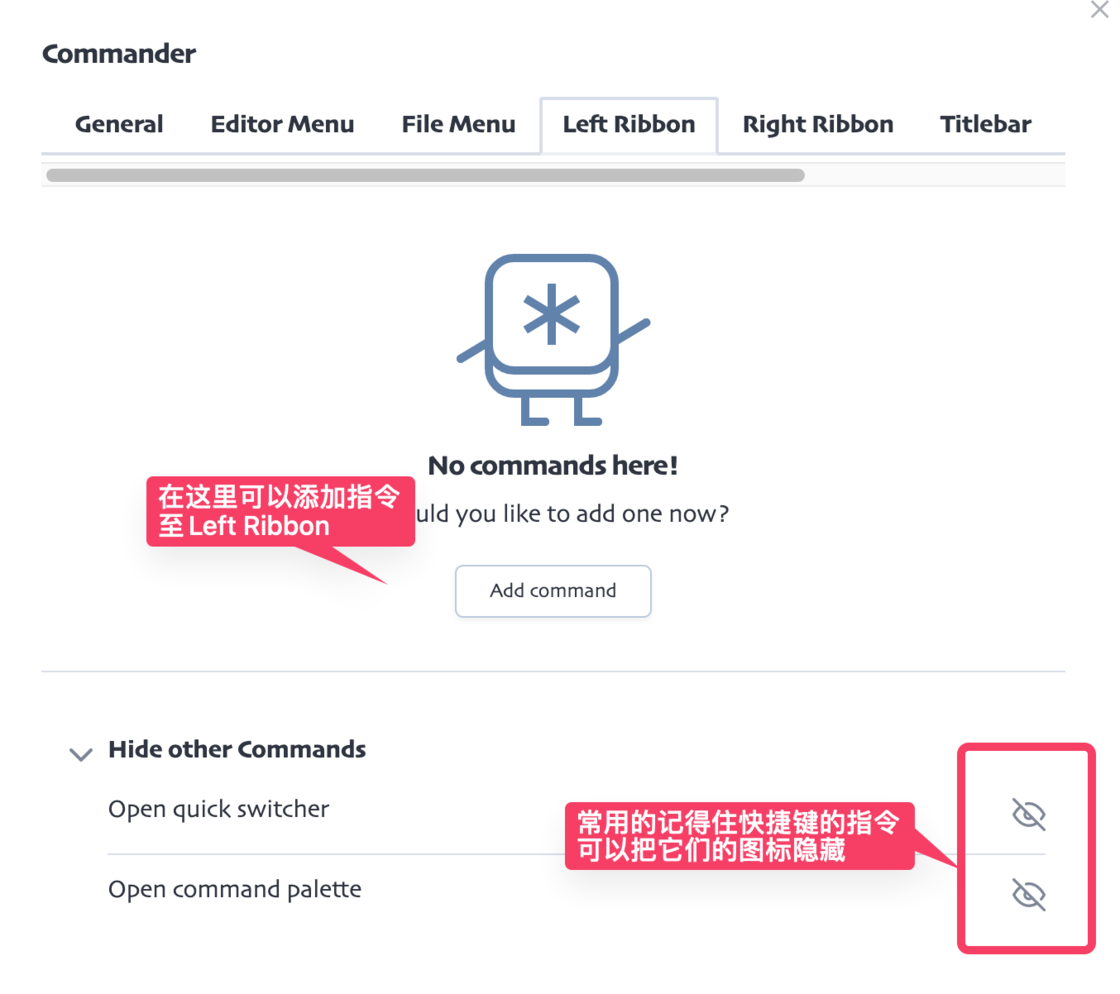 Commander
General Editor Menu File Menu Left Ribbon Right Ribbon Titlebar
No commands here!
在这里可以添加指令
至 Left Ribbon
you like to add one now?
Add command
Hide other Commands
Open quick switcher
常用的记得住快捷键的指令
可以把它们的图标隐藏
Open command palette